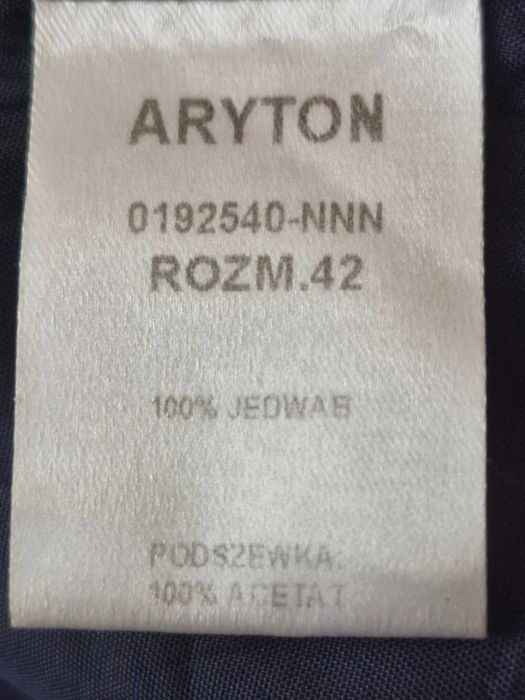 ARYTON
0192540-NNN
ROZM.42
100% JEDWAB
PODSZEWKA:
100% ACETAT